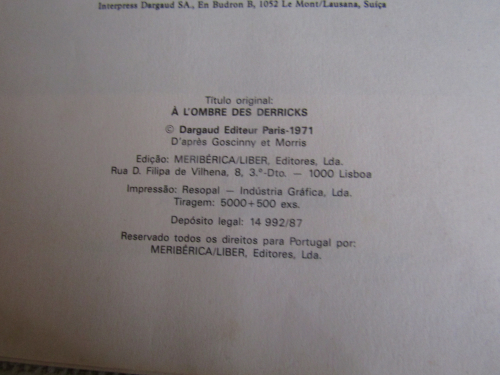 Interpress Dargaud SA., En Budron B, 1052 Le Mont/Lausana, Suíça
Título original:
À L'OMBRE DES DERRICKS
© Dargaud Editeur Paris-1971
D'après Goscinny et Morris
Edição: MERIBÉRICA/LIBER, Editores, Lda.
Rua D. Filipa de Vilhena, 8, 3.º-Dto. — 1000 Lisboa
Impressão: Resopal — Indústria Gráfica, Lda.
Tiragem: 5000+500 exs.
Depósito legal: 14 992/87
Reservado todos os direitos para Portugal por:
MERIBÉRICA/LIBER, Editores, Lda.